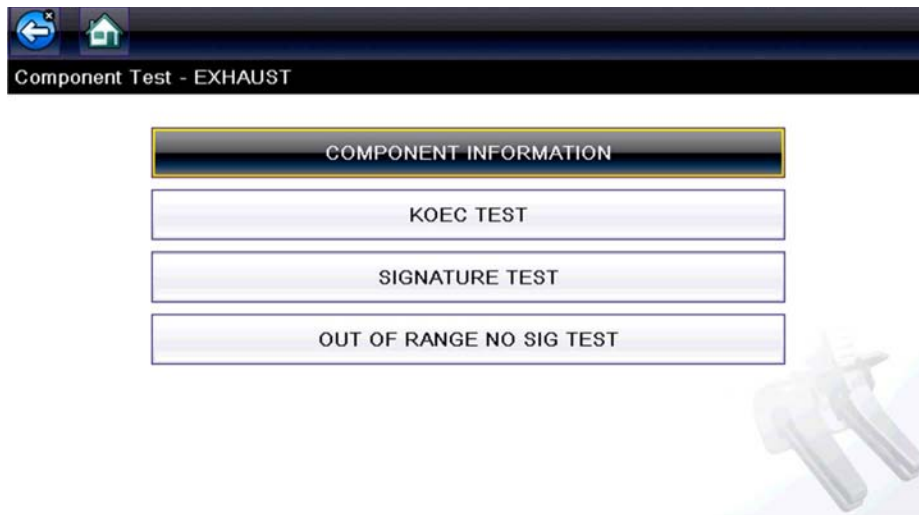 Component Test - EXHAUST
COMPONENT INFORMATION
KOEC TEST
SIGNATURE TEST
OUT OF RANGE NO SIG TEST